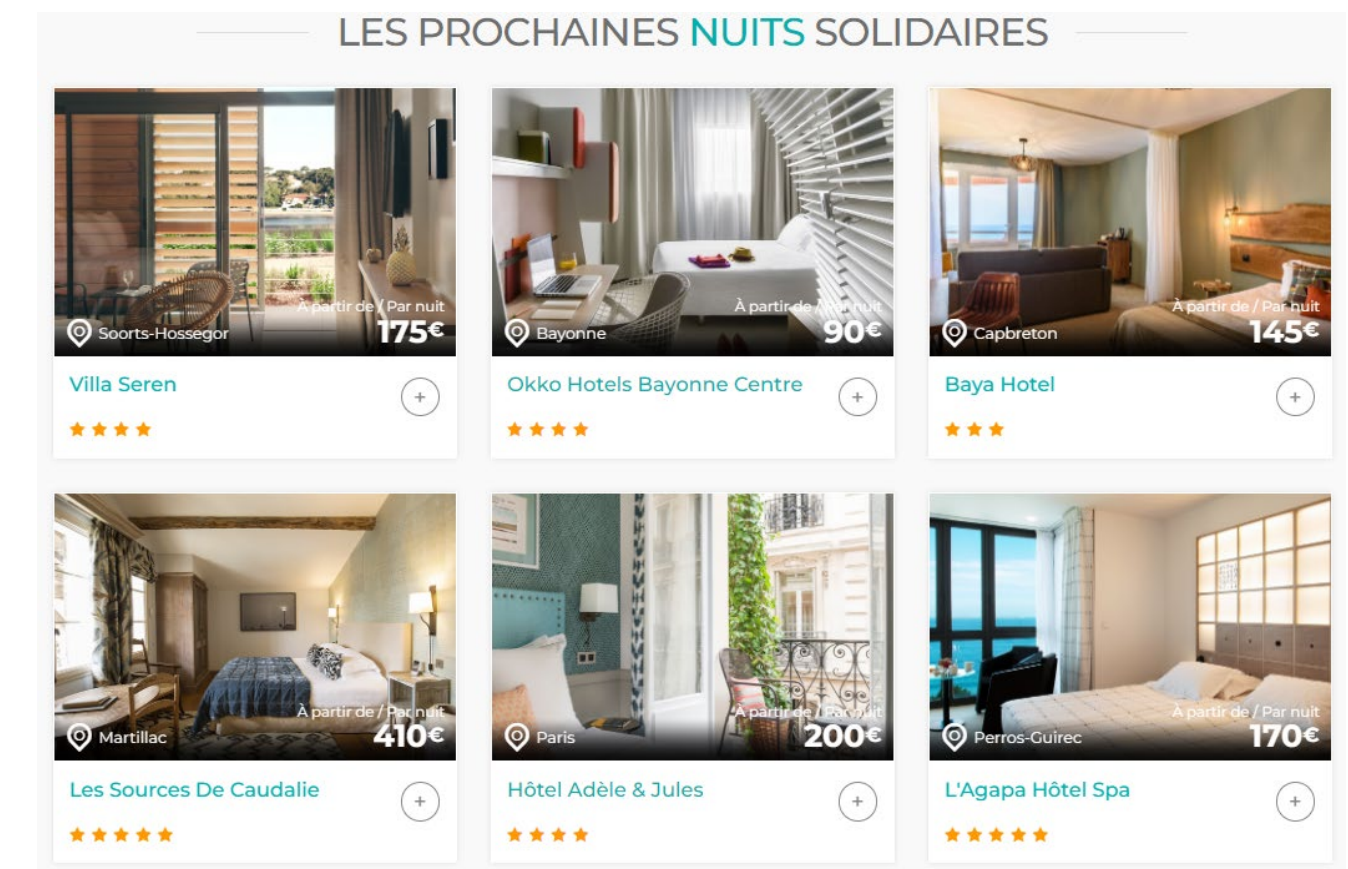 LES PROCHAINES NUITS SOLIDAIRES
À partir de / Par nuit
Soorts-Hossegor 175€
Villa Seren
+
À partir de / Par nuit
Bayonne 90€
Okko Hotels Bayonne Centre
+
À partir de / Par nuit
Capbreton 145€
Baya Hotel
+
À partir de / Par nuit
Martillac 410€
Les Sources De Caudalie
+
À partir de / Par nuit
Paris 200€
Hôtel Adèle & Jules
+
À partir de / Par nuit
Perros-Guirec 170€
L'Agapa Hôtel Spa
+